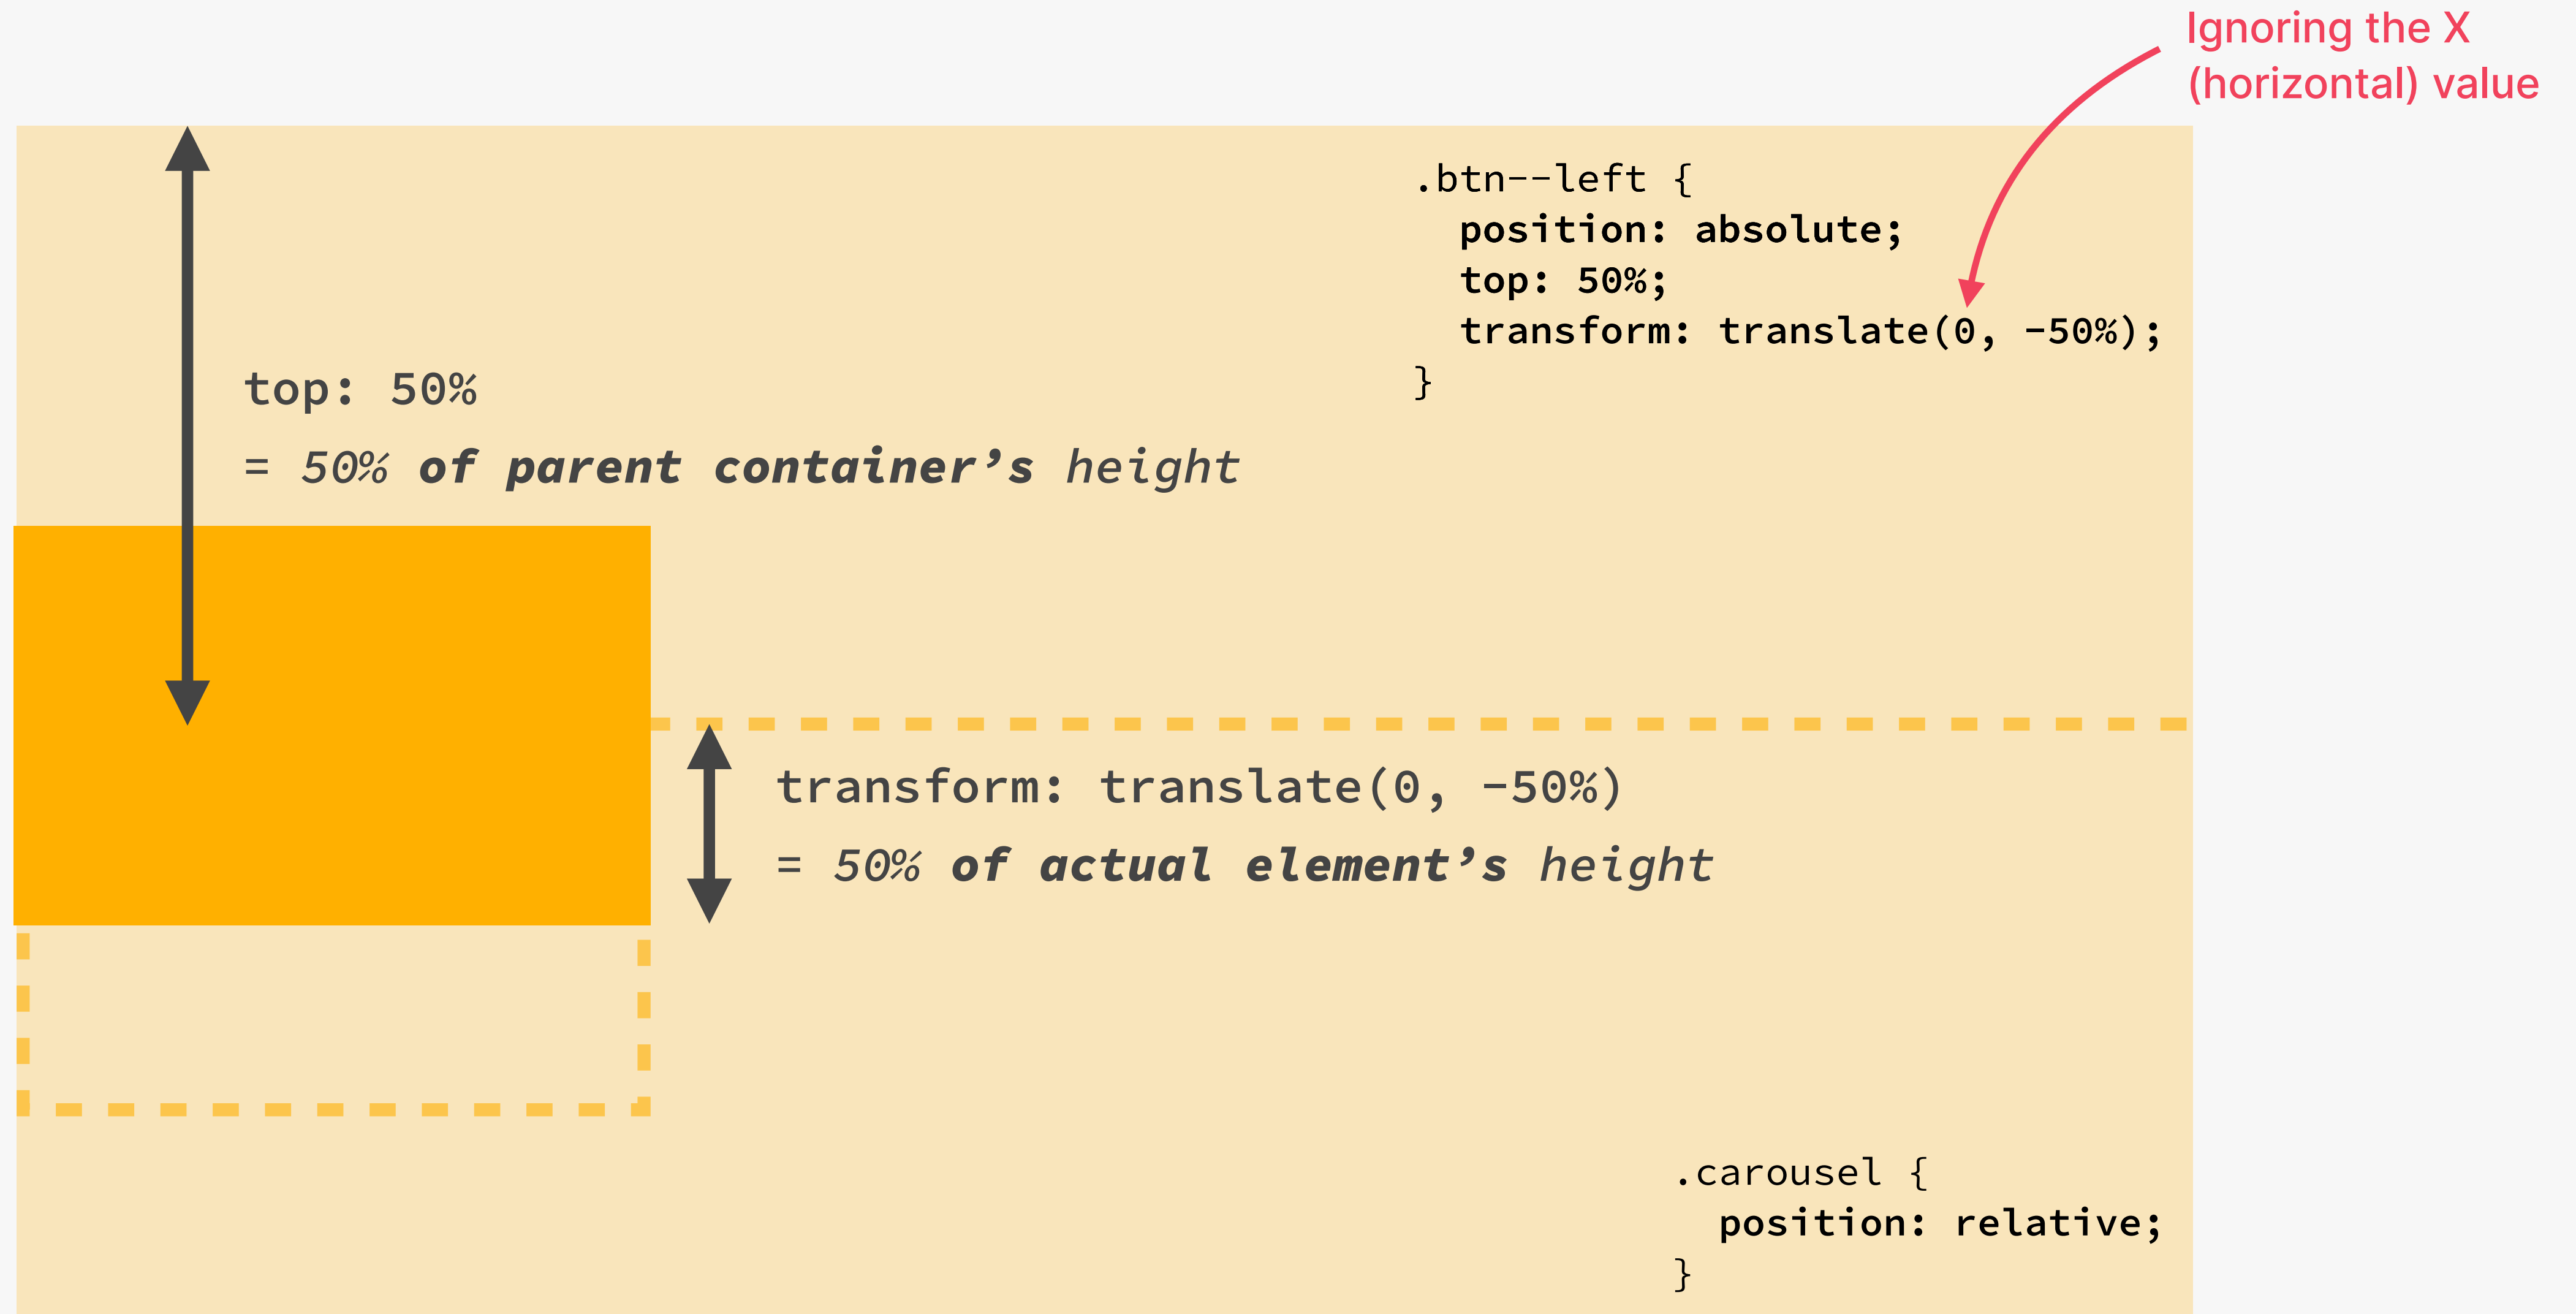 Ignoring the X
(horizontal) value
.btn--left {
position: absolute;
top: 50%;
transform: translate(0, -50%);
}
top: 50%
= 50% of parent container’s height
transform: translate(0, -50%)
= 50% of actual element’s height
.carousel {
position: relative;
}